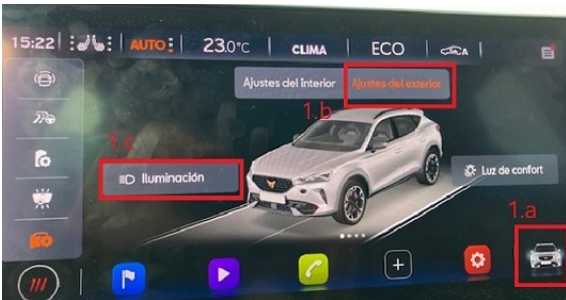 15:22 AUTO 23.0°C CLIMA ECO A
Ajustes del interior Ajustes del exterior
1.b
1.c
Iluminación
Luz de confort
1.a